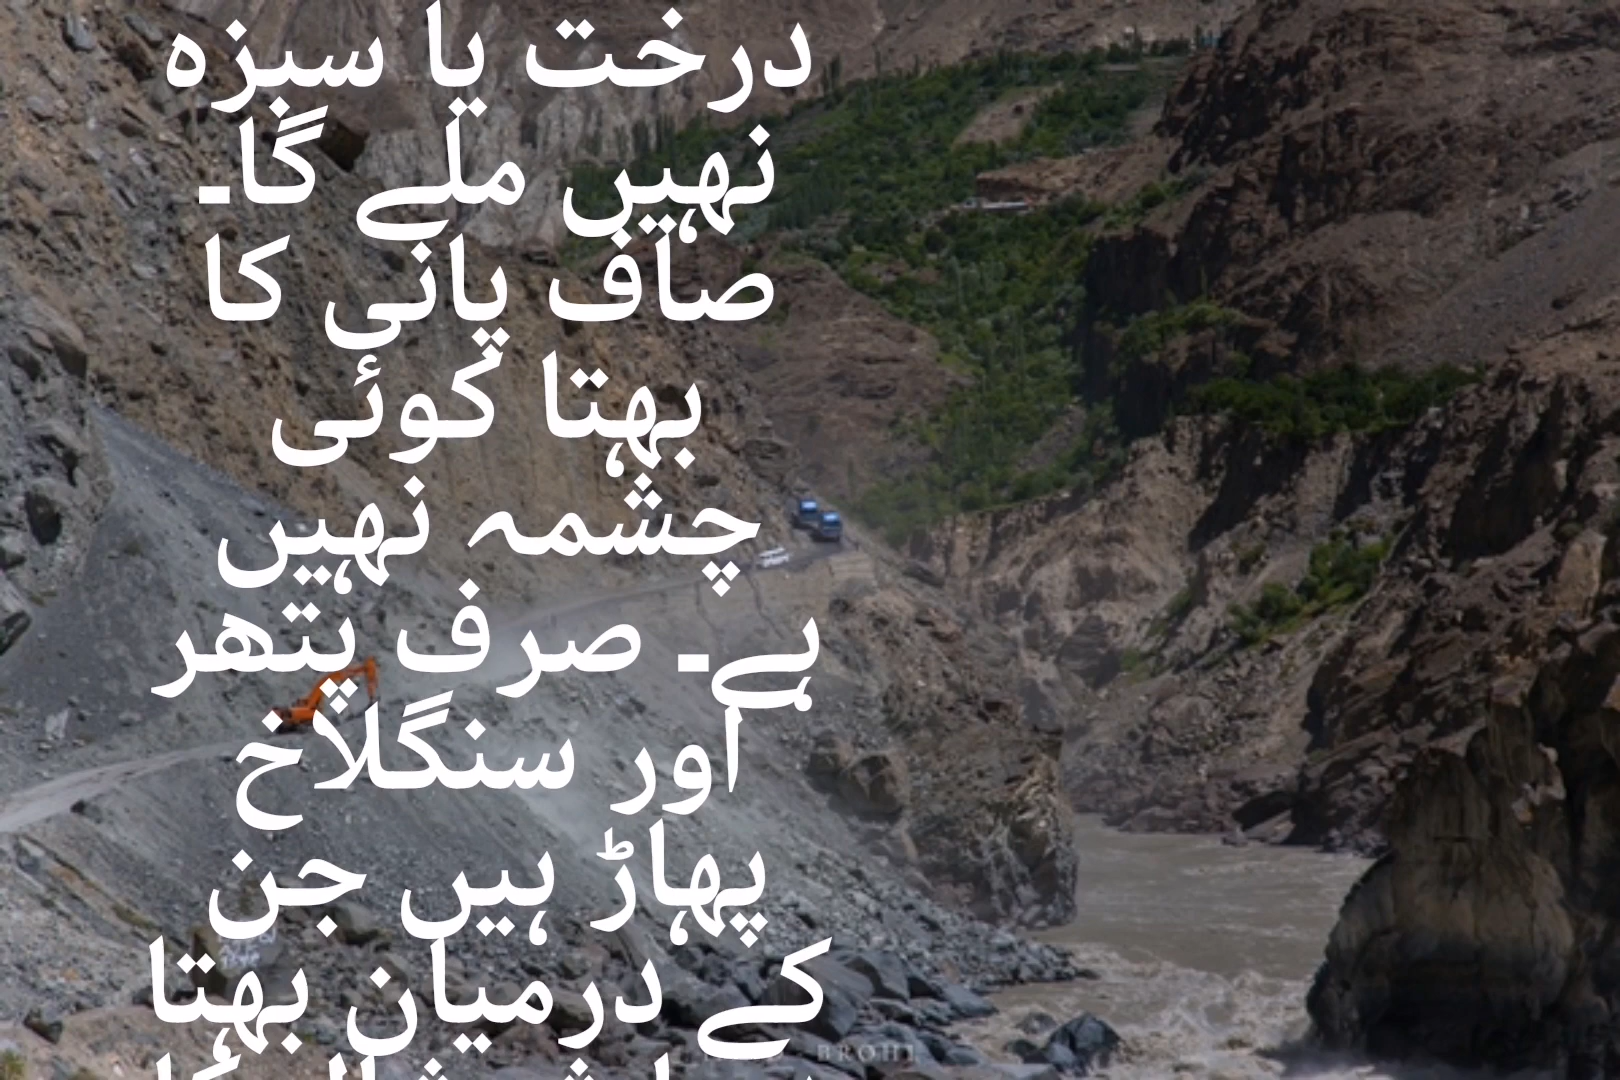 درخت یا سبزہ
نہیں ملے گا۔
صاف پانی کا
بہتا کوئی
چشمہ نہیں
ہے۔ صرف پتھر
اور سنگلاخ
پہاڑ ہیں جن
کے درمیان بہتا
BROHI